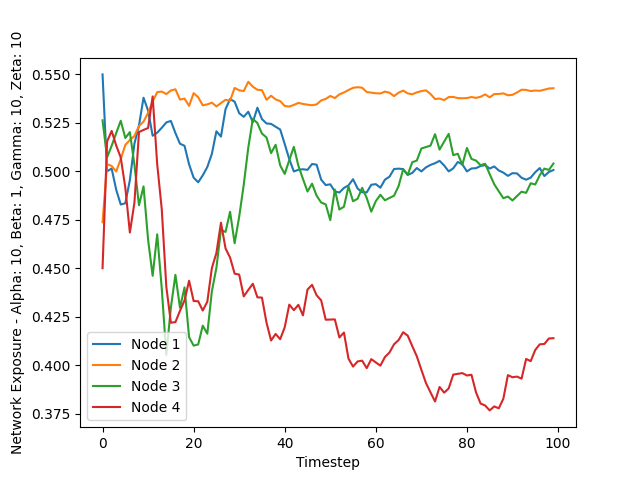 Network Exposure - Alpha: 10, Beta: 1, Gamma: 10, Zeta: 10
0.550
0.525
0.500
0.475
0.450
0.425
0.400
0.375
Node 1
Node 2
Node 3
Node 4
0 20 40 60 80 100
Timestep